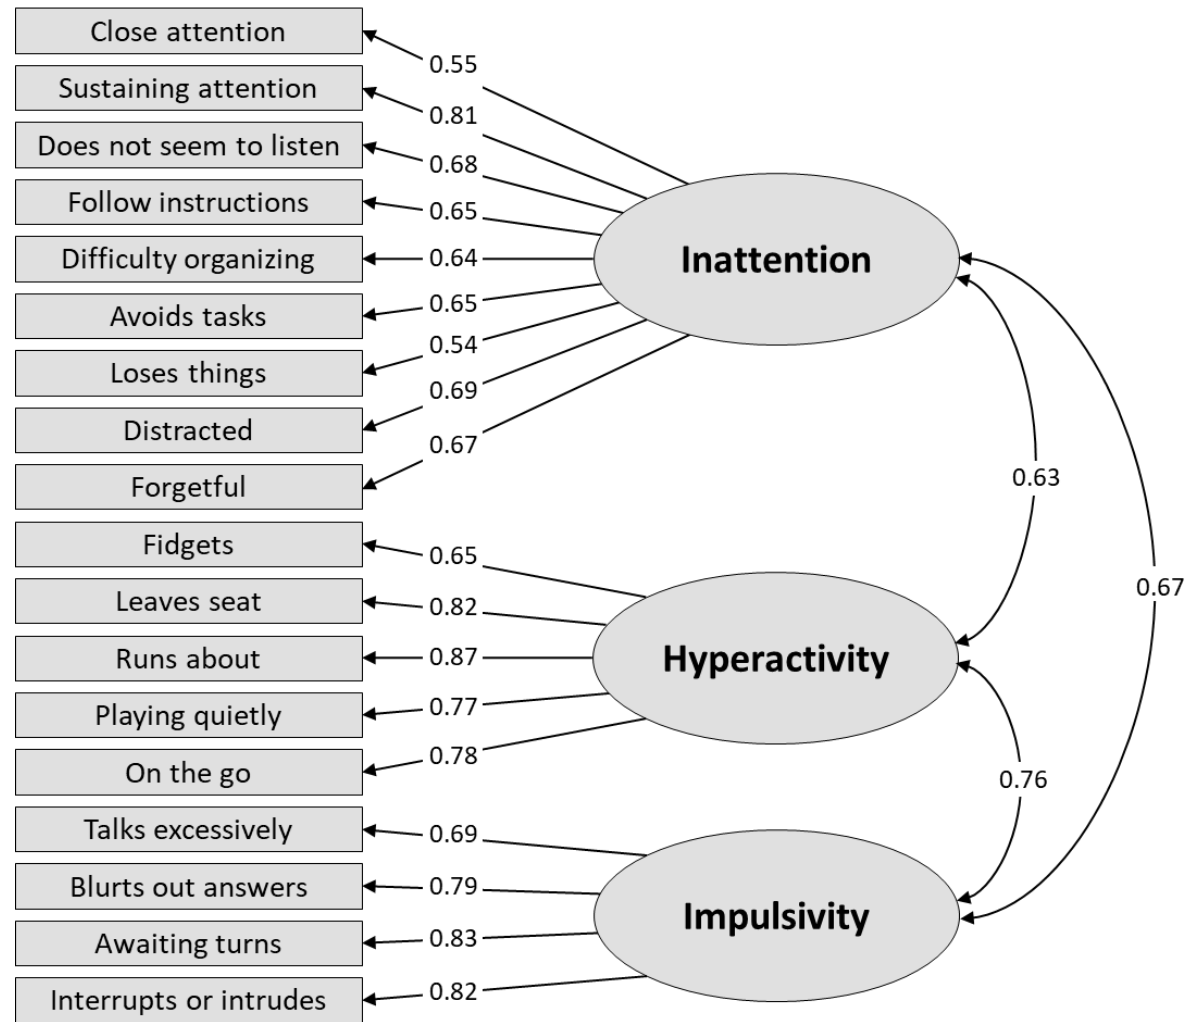 Close attention
0.55
Sustaining attention
0.81
Does not seem to listen
0.68
Follow instructions
0.65
Difficulty organizing
0.64
Avoids tasks
0.65
Loses things
0.54
Distracted
0.69
Forgetful
0.67
Inattention
Fidgets
0.65
Leaves seat
0.82
Runs about
0.87
Playing quietly
0.77
On the go
0.78
Hyperactivity
Talks excessively
0.69
Blurts out answers
0.79
Awaiting turns
0.83
Interrupts or intrudes
0.82
Impulsivity
0.63
0.67
0.76